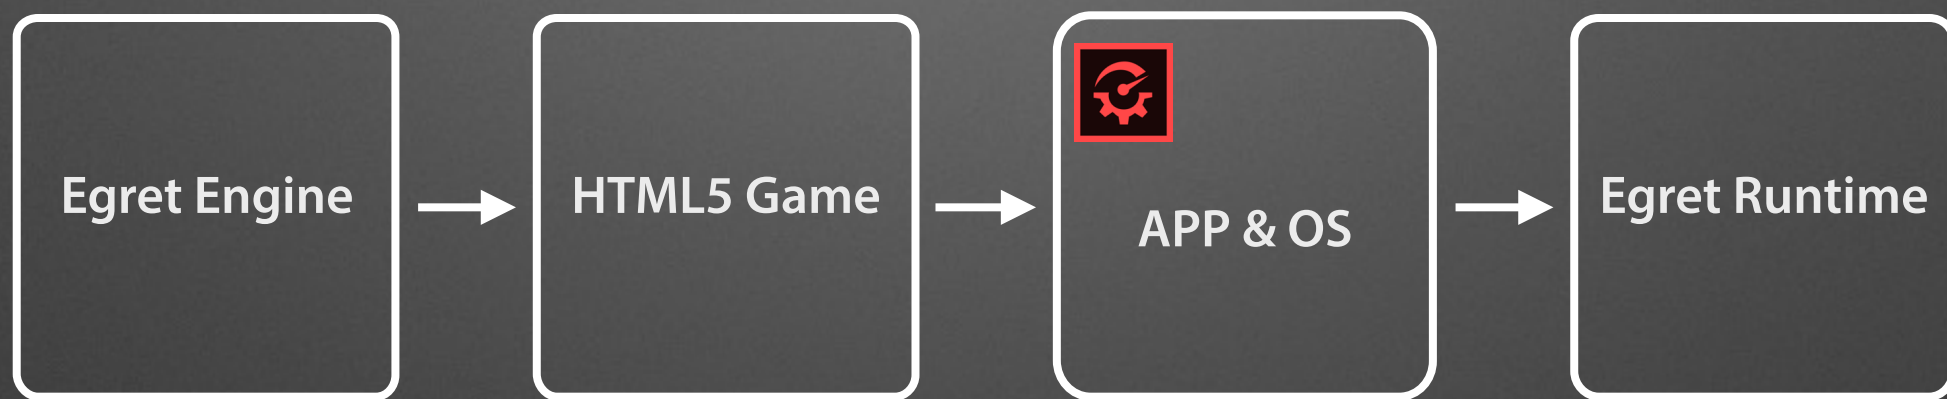 Egret Engine
HTML5 Game
APP & OS
Egret Runtime